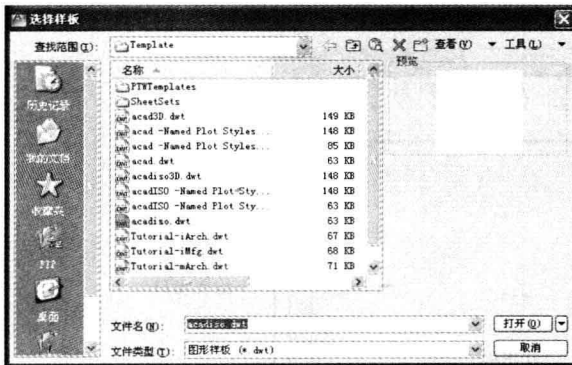 选择样板
查找范围(I): Template 查看(V) 工具(L)
名称 大小 预览
PTWTemplates
SheetSets
acad3D.dwt 149 KB
acad -Named Plot Styles... 148 KB
acad -Named Plot Styles... 85 KB
acad.dwt 63 KB
acadiso3D.dwt 148 KB
acadISO -Named Plot Sty... 148 KB
acadISO -Named Plot Sty... 63 KB
acadiso.dwt 63 KB
Tutorial-iArch.dwt 67 KB
Tutorial-iMfg.dwt 68 KB
Tutorial-mArch.dwt 71 KB
历史记录
我的文档
收藏夹
FTP
桌面
文件名(N): acadiso.dwt 打开(O)
文件类型(T): 图形样板 (*.dwt) 取消